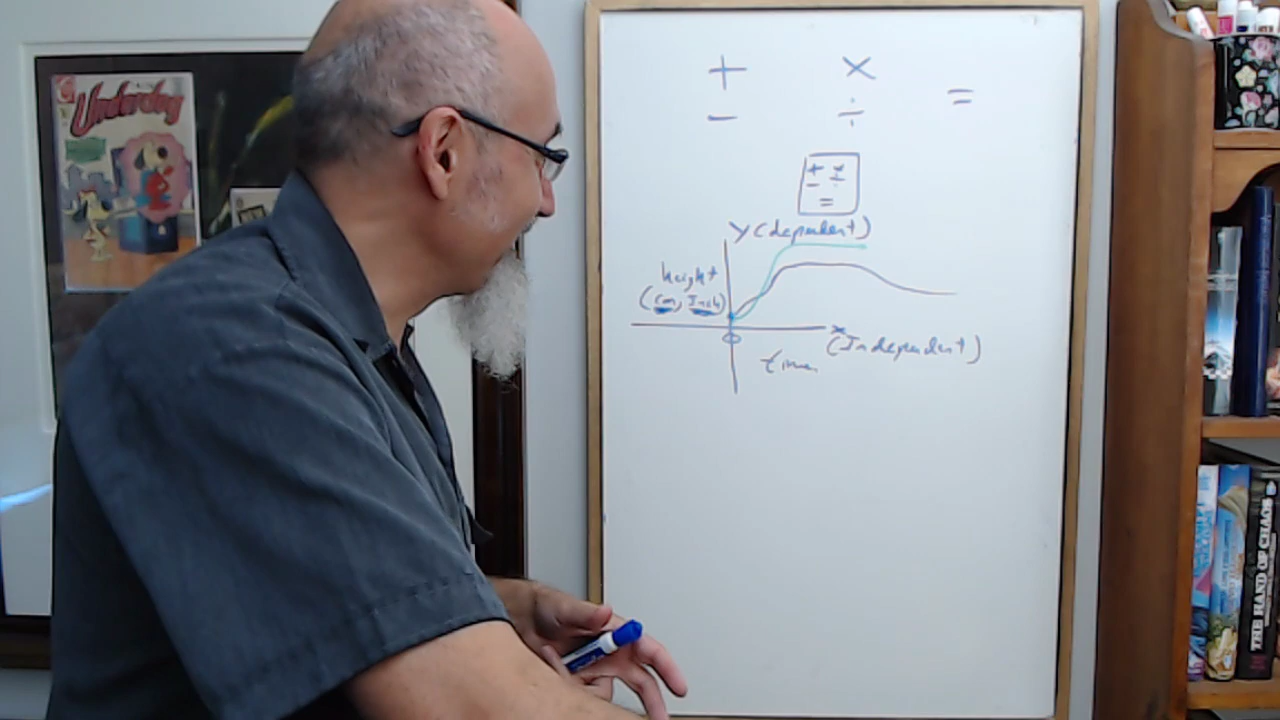 Underdog
+ ×
− ÷ =
+ ×
− ÷
=
y (dependent)
height
(cm, Inch)
x
(Independent)
0
time
THE HAND OF CHAOS